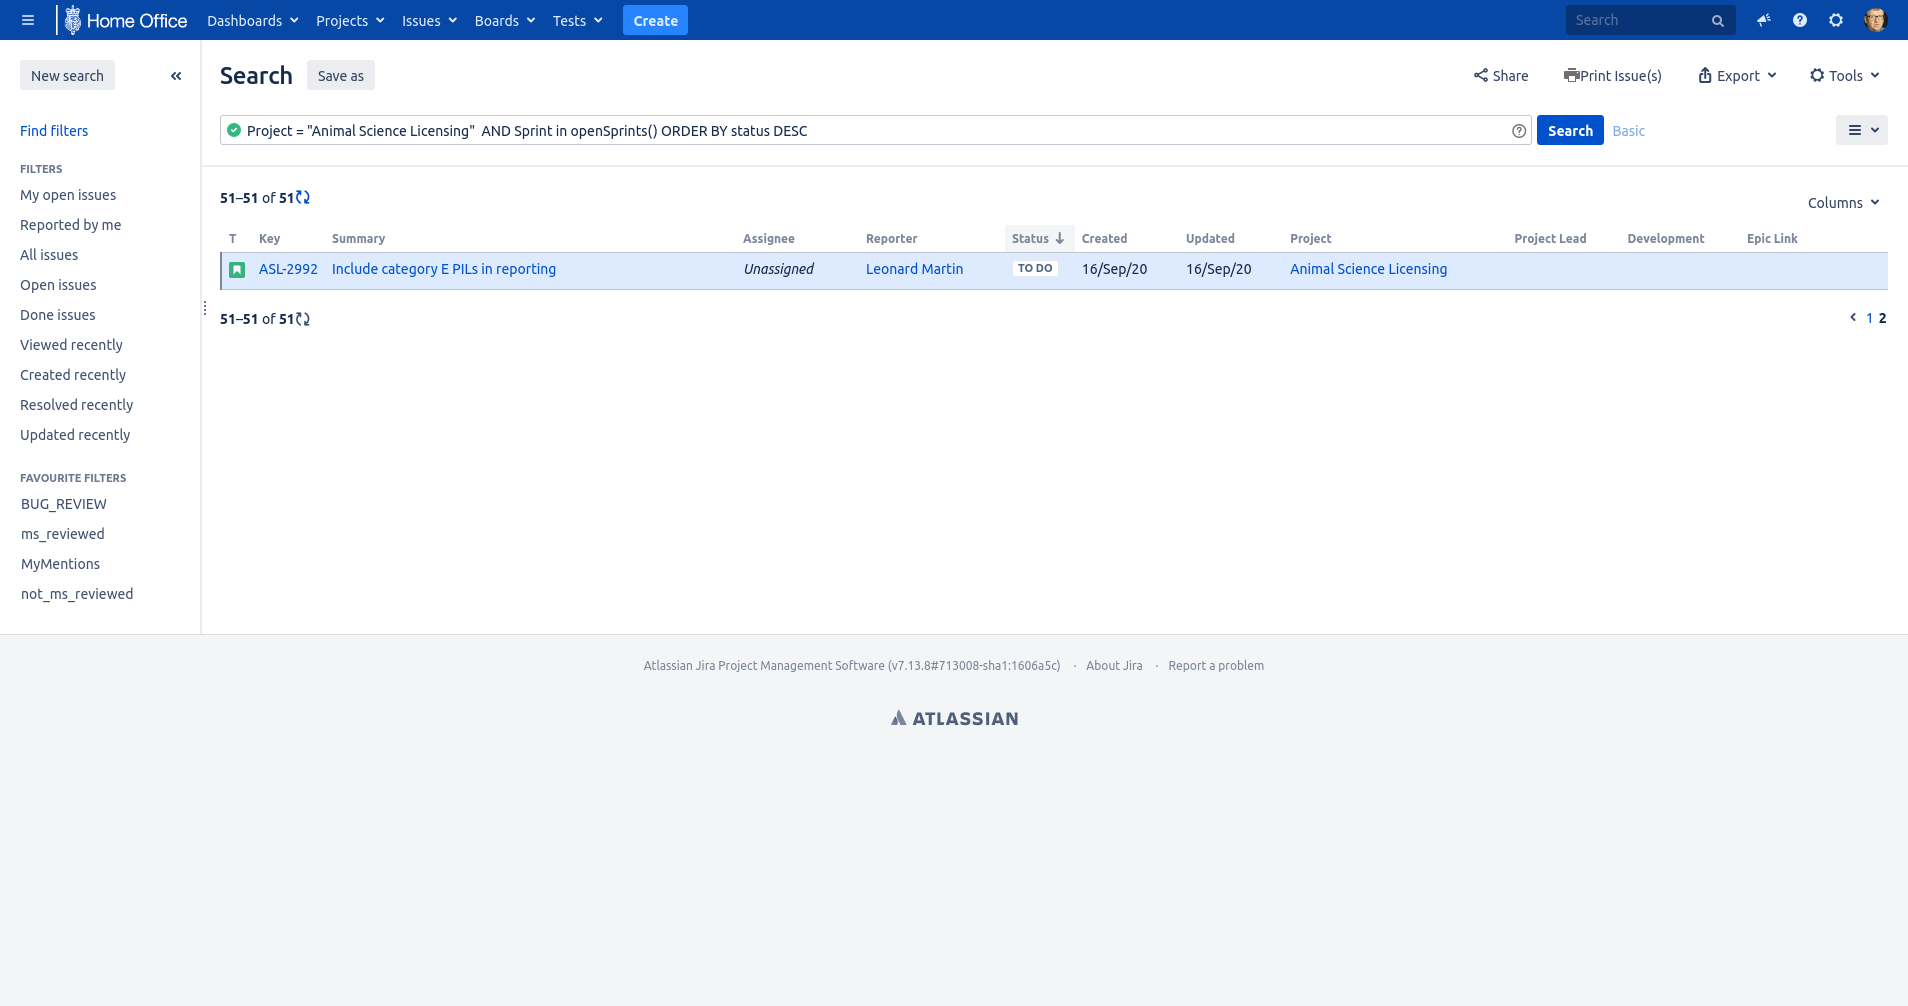 Home Office Dashboards Projects Issues Boards Tests Create Search
New search
Find filters
FILTERS
My open issues
Reported by me
All issues
Open issues
Done issues
Viewed recently
Created recently
Resolved recently
Updated recently
FAVOURITE FILTERS
BUG_REVIEW
ms_reviewed
MyMentions
not_ms_reviewed
Search Save as Share Print Issue(s) Export Tools
Project = "Animal Science Licensing"  AND Sprint in openSprints() ORDER BY status DESC Search Basic
51–51 of 51
Columns
T Key Summary Assignee Reporter Status Created Updated Project Project Lead Development Epic Link
ASL-2992 Include category E PILs in reporting Unassigned Leonard Martin TO DO 16/Sep/20 16/Sep/20 Animal Science Licensing
51–51 of 51 1 2
Atlassian Jira Project Management Software (v7.13.8#713008-sha1:1606a5c) · About Jira · Report a problem
ATLASSIAN